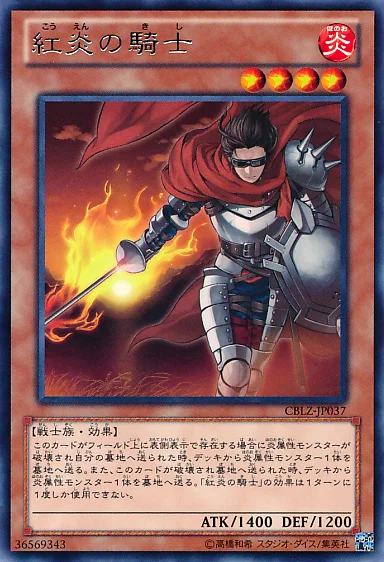 紅炎の騎士
炎
CBLZ-JP037
【戦士族・効果】
このカードがフィールド上に表側表示で存在する場合に炎属性モンスターが
破壊され自分の墓地へ送られた時、デッキから炎属性モンスター1体を
墓地へ送る。また、このカードが破壊され墓地へ送られた時、デッキから
炎属性モンスター1体を墓地へ送る。「紅炎の騎士」の効果は1ターンに
1度しか使用できない。
ATK/1400 DEF/1200
36569343
©高橋和希 スタジオ・ダイス/集英社